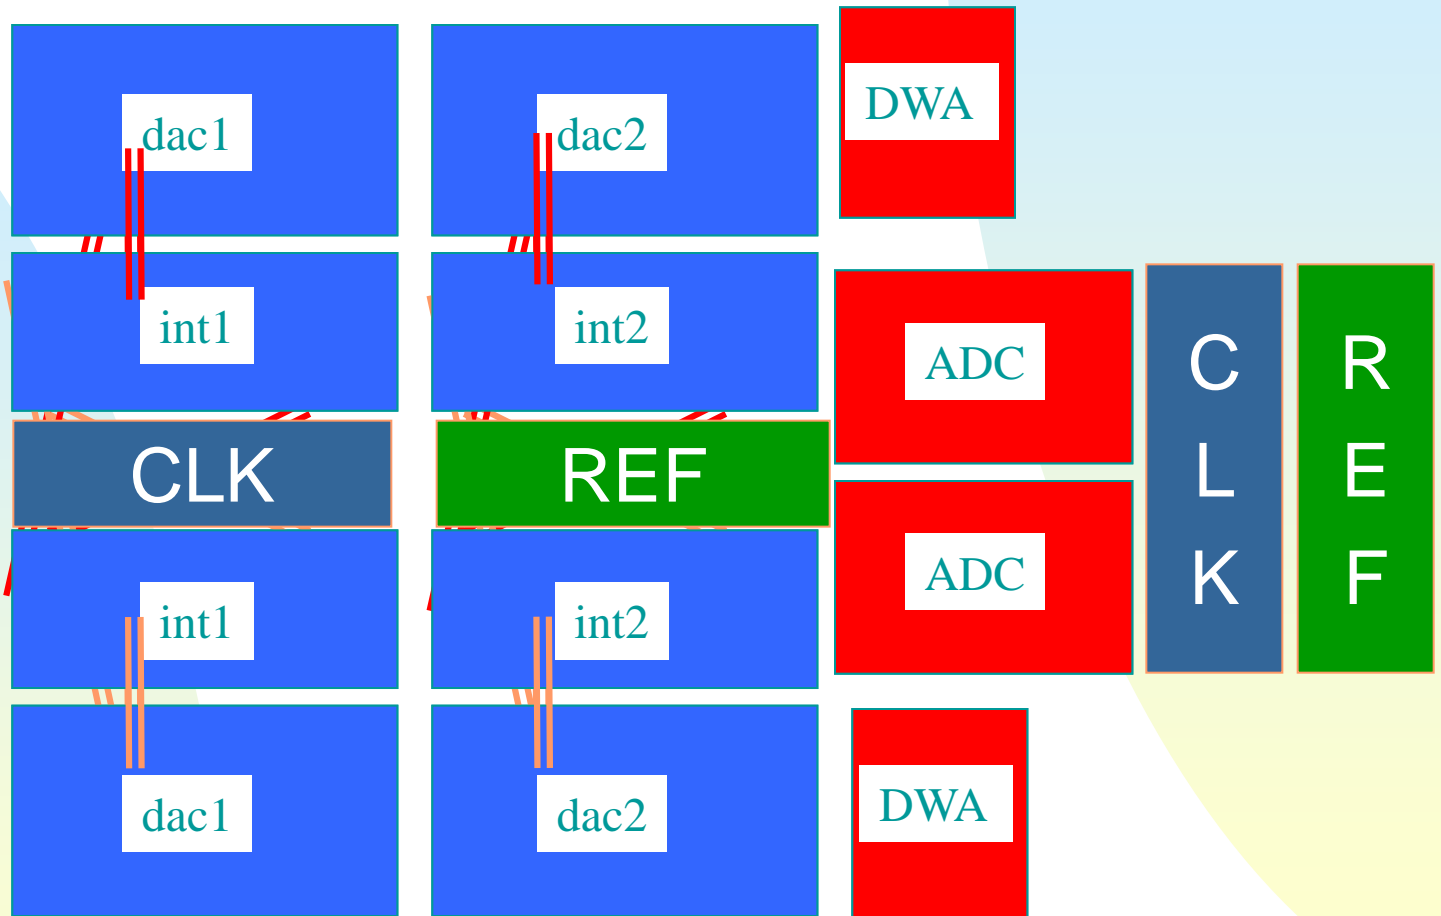 dac1
dac2
DWA
int1
int2
ADC
CLK
REF
C
L
K
R
E
F
int1
int2
ADC
dac1
dac2
DWA